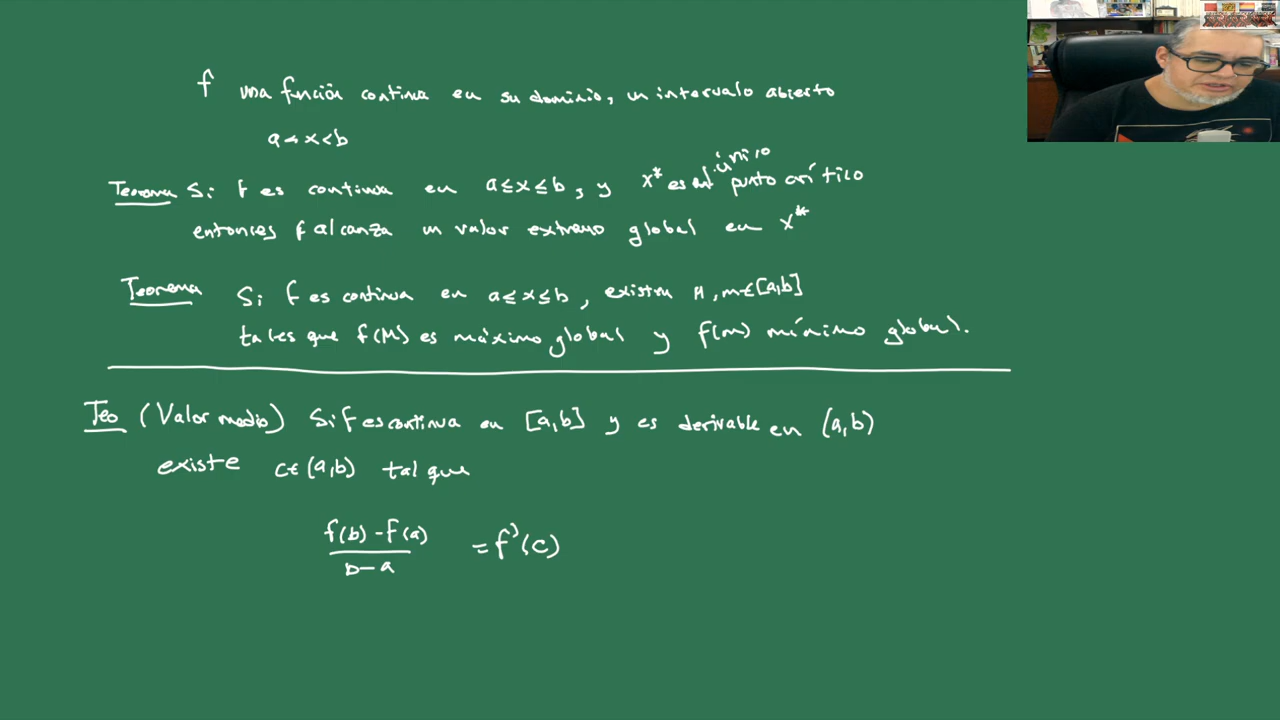 f una función continua en su dominio, un intervalo abierto
a < x < b
Teorema Si f es continua en a ≤ x ≤ b, y x* es el único punto crítico
entonces f alcanza un valor extremo global en x*
Teorema Si f es continua en a ≤ x ≤ b, existen M, m ∈ [a,b]
tales que f(M) es máximo global y f(m) mínimo global.
Teo (Valor medio) Si f es continua en [a,b] y es derivable en (a,b)
existe c ∈ (a,b) tal que
f(b) - f(a)
b - a
= f'(c)